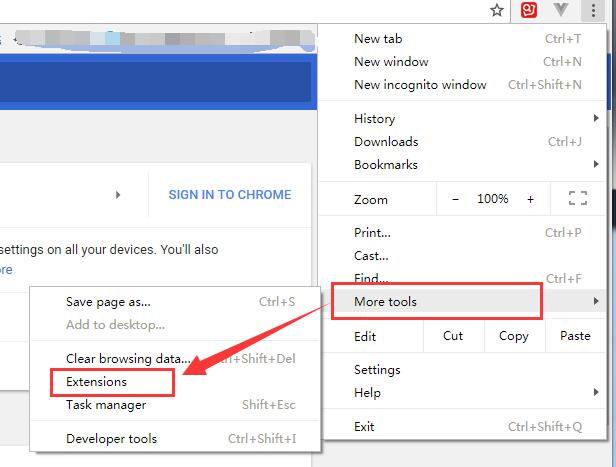 New tab Ctrl+T
New window Ctrl+N
New incognito window Ctrl+Shift+N
History
Downloads Ctrl+J
Bookmarks
Zoom - 100% +
Print... Ctrl+P
Cast...
Find... Ctrl+F
More tools
Edit Cut Copy Paste
Settings
Help
Exit Ctrl+Shift+Q
SIGN IN TO CHROME
settings on all your devices. You'll also
ore
Save page as... Ctrl+S
Add to desktop...
Clear browsing data... Ctrl+Shift+Del
Extensions
Task manager Shift+Esc
Developer tools Ctrl+Shift+I